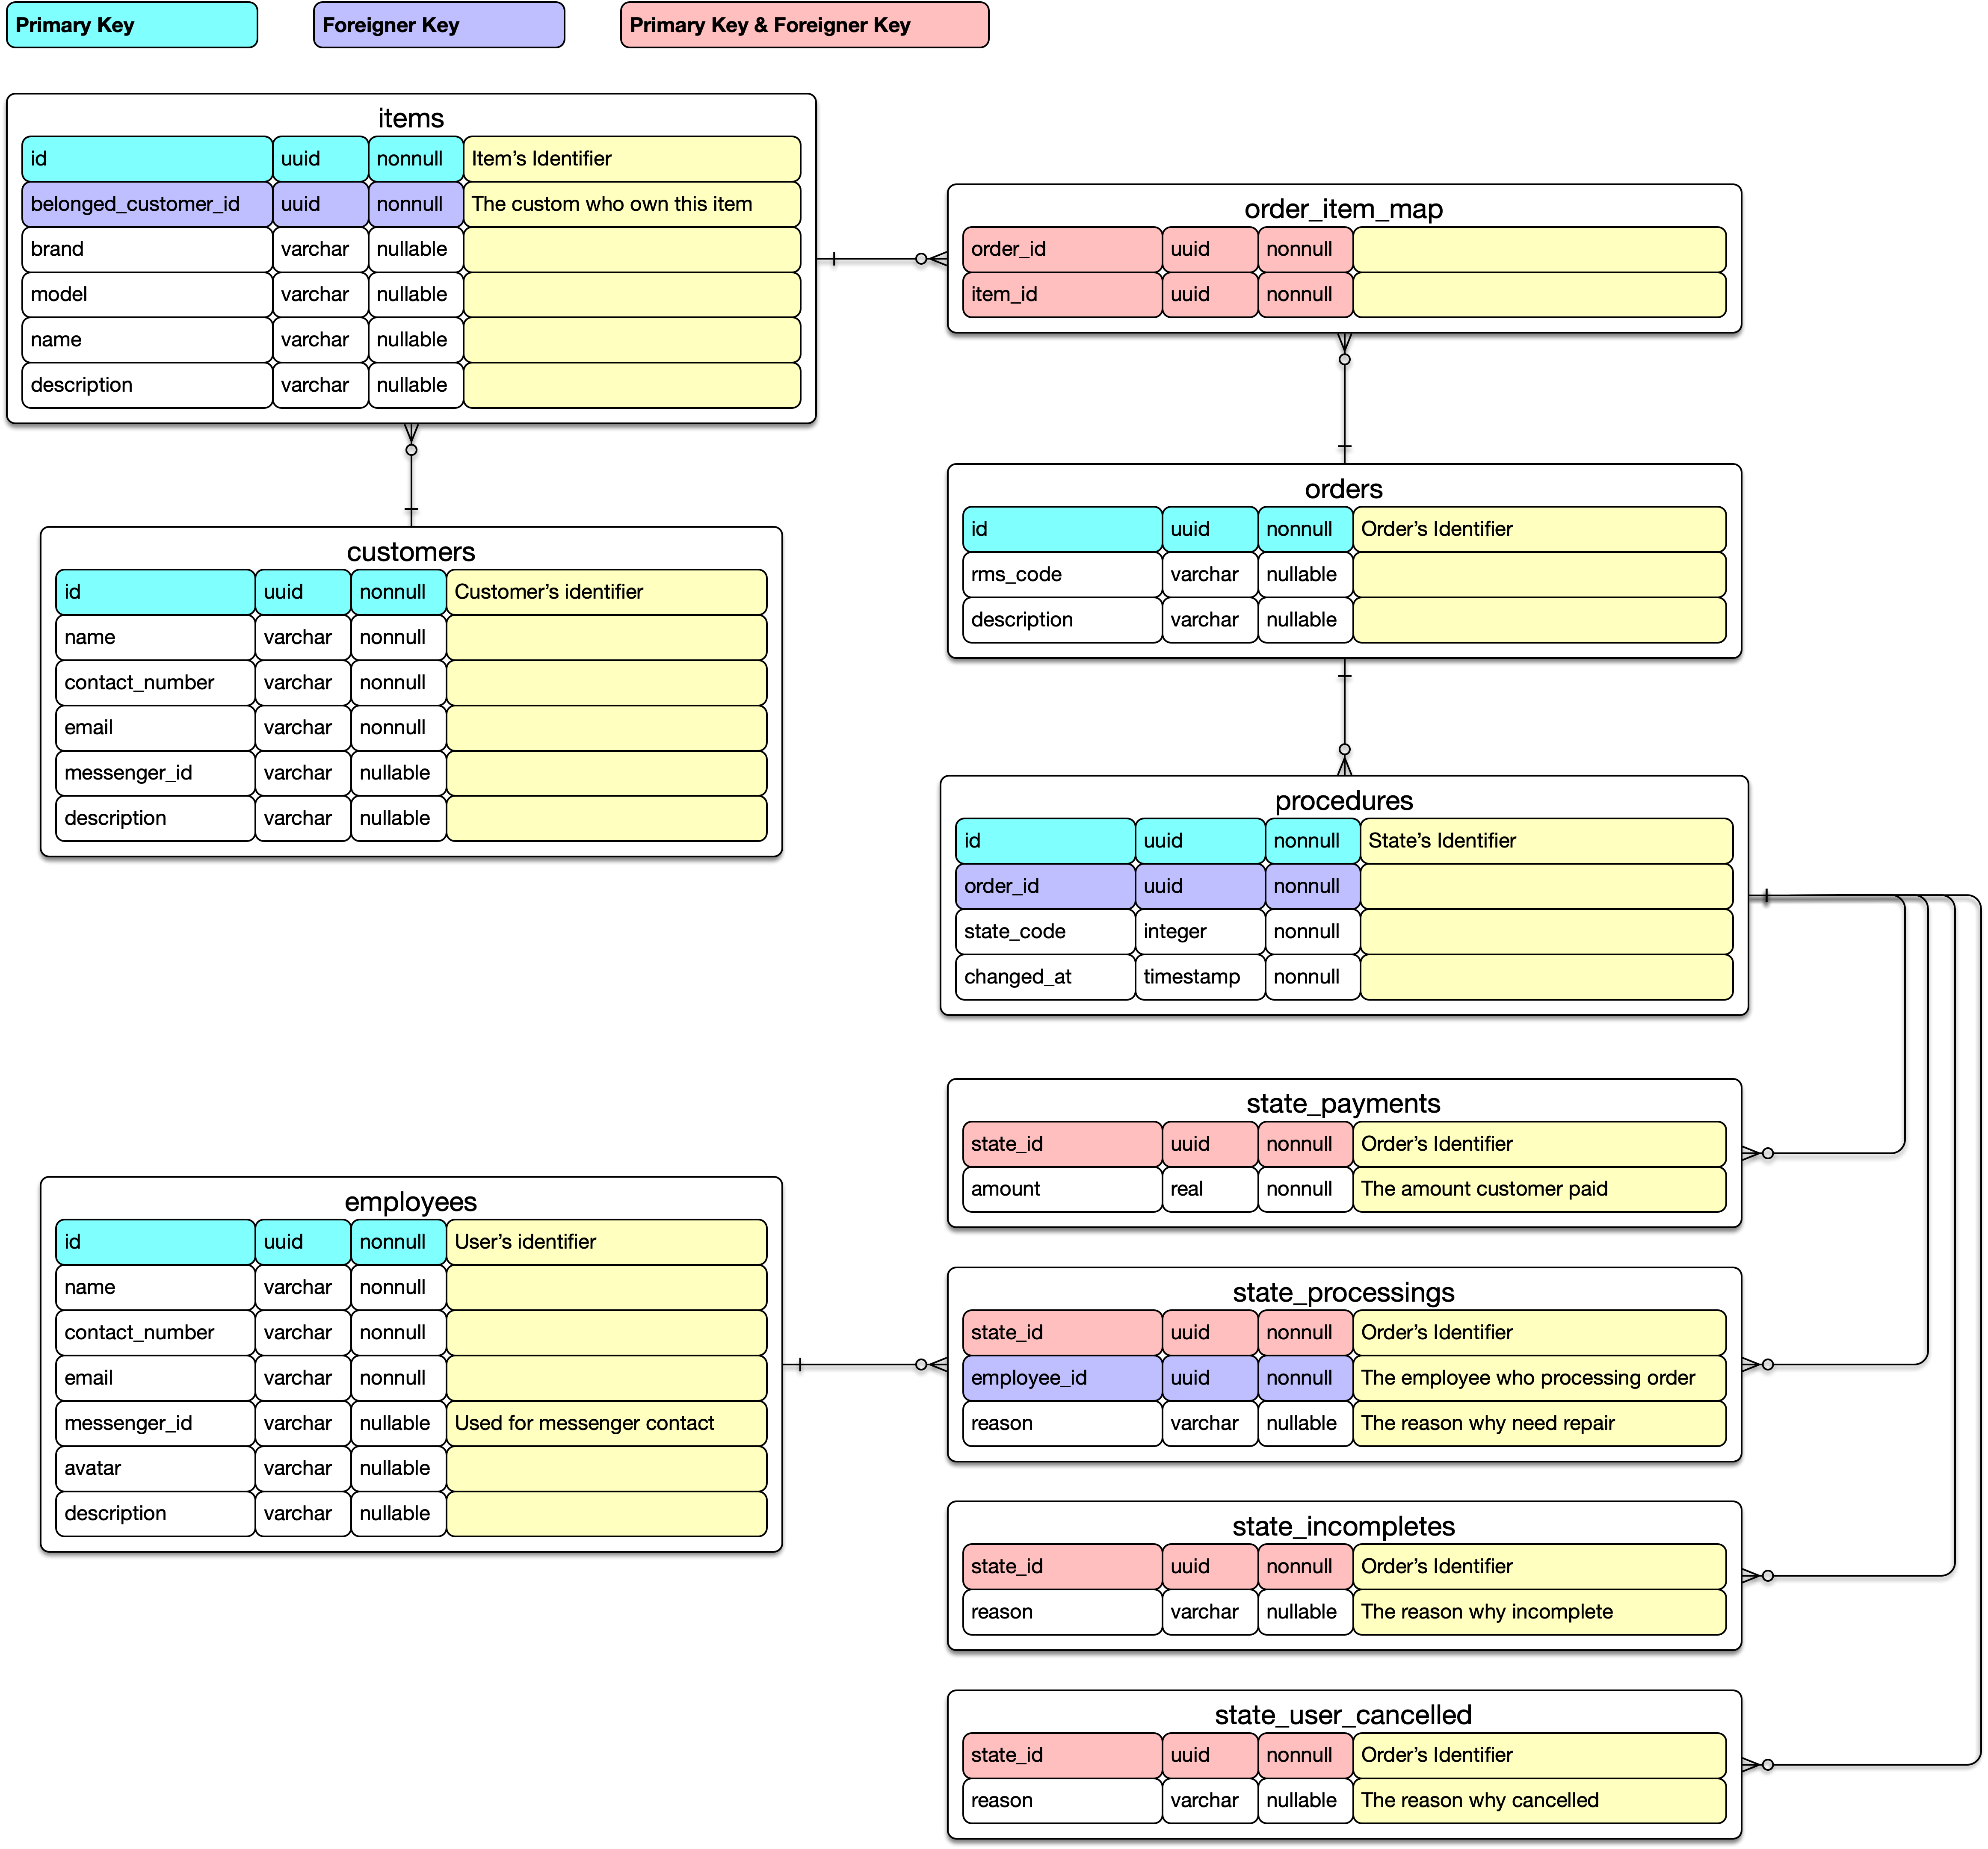 Primary Key
Foreigner Key
Primary Key & Foreigner Key
items
id uuid nonnull Item’s Identifier
belonged_customer_id uuid nonnull The custom who own this item
brand varchar nullable
model varchar nullable
name varchar nullable
description varchar nullable
customers
id uuid nonnull Customer’s identifier
name varchar nonnull
contact_number varchar nonnull
email varchar nonnull
messenger_id varchar nullable
description varchar nullable
employees
id uuid nonnull User’s identifier
name varchar nonnull
contact_number varchar nonnull
email varchar nonnull
messenger_id varchar nullable Used for messenger contact
avatar varchar nullable
description varchar nullable
order_item_map
order_id uuid nonnull
item_id uuid nonnull
orders
id uuid nonnull Order’s Identifier
rms_code varchar nullable
description varchar nullable
procedures
id uuid nonnull State’s Identifier
order_id uuid nonnull
state_code integer nonnull
changed_at timestamp nonnull
state_payments
state_id uuid nonnull Order’s Identifier
amount real nonnull The amount customer paid
state_processings
state_id uuid nonnull Order’s Identifier
employee_id uuid nonnull The employee who processing order
reason varchar nullable The reason why need repair
state_incompletes
state_id uuid nonnull Order’s Identifier
reason varchar nullable The reason why incomplete
state_user_cancelled
state_id uuid nonnull Order’s Identifier
reason varchar nullable The reason why cancelled